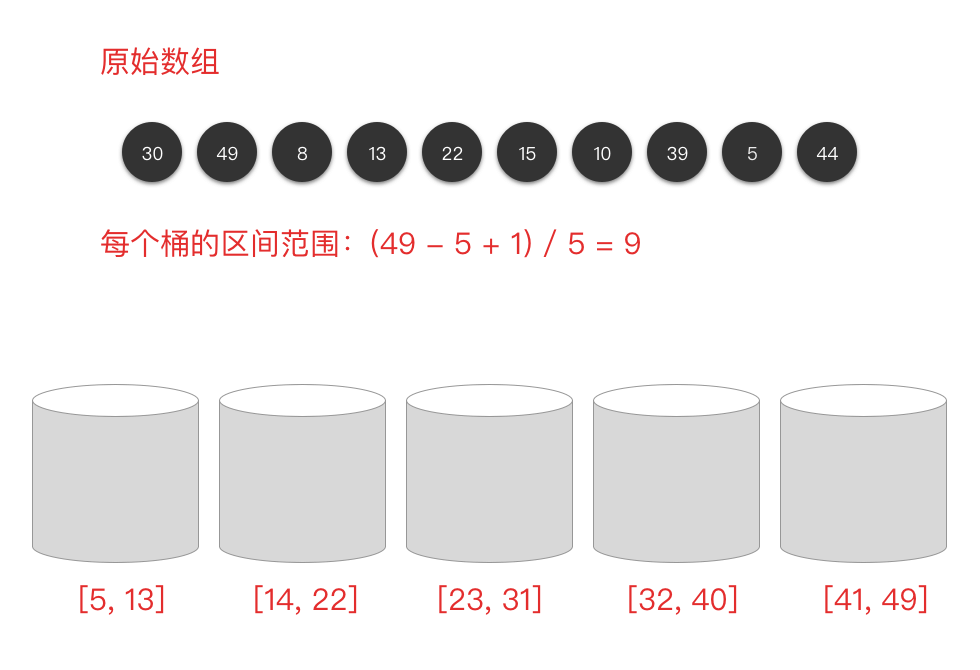 原始数组
30 49 8 13 22 15 10 39 5 44
每个桶的区间范围：(49 − 5 + 1) / 5 = 9
[5, 13] [14, 22] [23, 31] [32, 40] [41, 49]